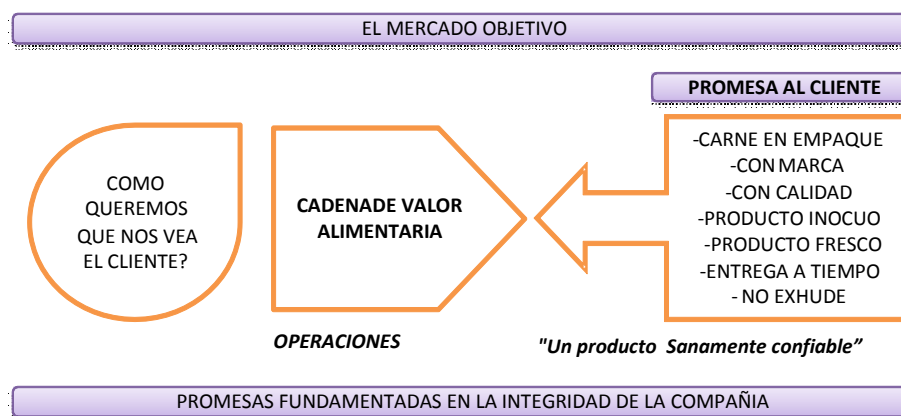 EL MERCADO OBJETIVO
PROMESA AL CLIENTE
COMO
QUEREMOS
QUE NOS VEA
EL CLIENTE?
CADENADE VALOR
ALIMENTARIA
-CARNE EN EMPAQUE
-CON MARCA
-CON CALIDAD
-PRODUCTO INOCUO
-PRODUCTO FRESCO
-ENTREGA A TIEMPO
- NO EXHUDE
OPERACIONES
"Un producto Sanamente confiable”
PROMESAS FUNDAMENTADAS EN LA INTEGRIDAD DE LA COMPAÑIA